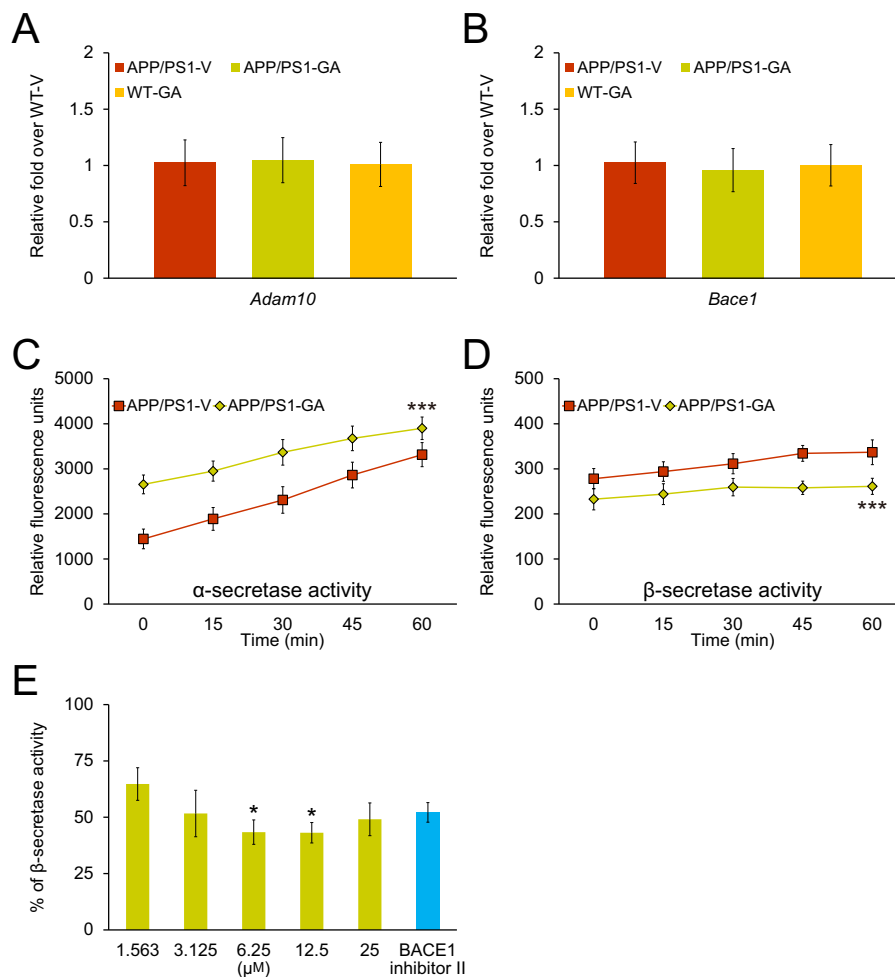 A
Relative fold over WT-V
2
1.5
1
0.5
0
APP/PS1-V APP/PS1-GA
WT-GA
Adam10
B
Relative fold over WT-V
2
1.5
1
0.5
0
APP/PS1-V APP/PS1-GA
WT-GA
Bace1
C
Relative fluorescence units
5000
4000
3000
2000
1000
0
APP/PS1-V APP/PS1-GA
***
α-secretase activity
0 15 30 45 60
Time (min)
D
Relative fluorescence units
500
400
300
200
100
0
APP/PS1-V APP/PS1-GA
***
β-secretase activity
0 15 30 45 60
Time (min)
E
% of β-secretase activity
100
75
50
25
0
* *
1.563 3.125 6.25 12.5 25 BACE1
(µM) inhibitor II